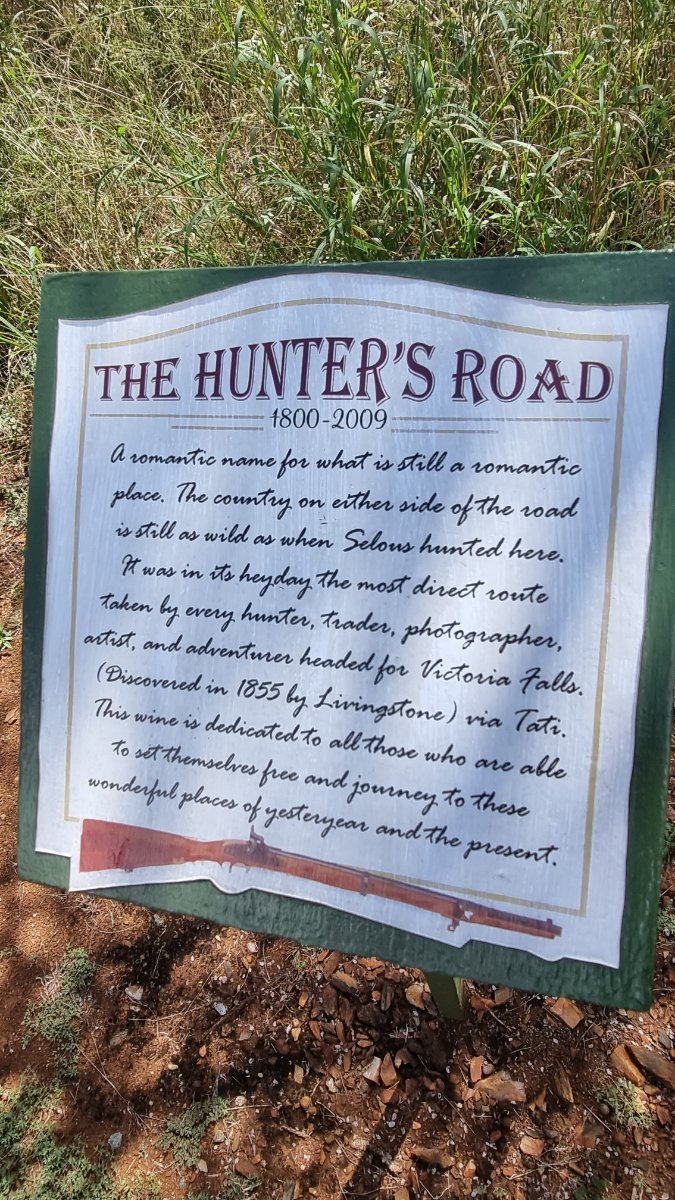 THE HUNTER'S ROAD
1800-2009
A romantic name for what is still a romantic
place. The country on either side of the road
is still as wild as when Selous hunted here.
It was in its heyday the most direct route
taken by every hunter, trader, photographer,
artist, and adventurer headed for Victoria Falls.
(Discovered in 1855 by Livingstone) via Tati.
This wine is dedicated to all those who are able
to set themselves free and journey to these
wonderful places of yesteryear and the present.